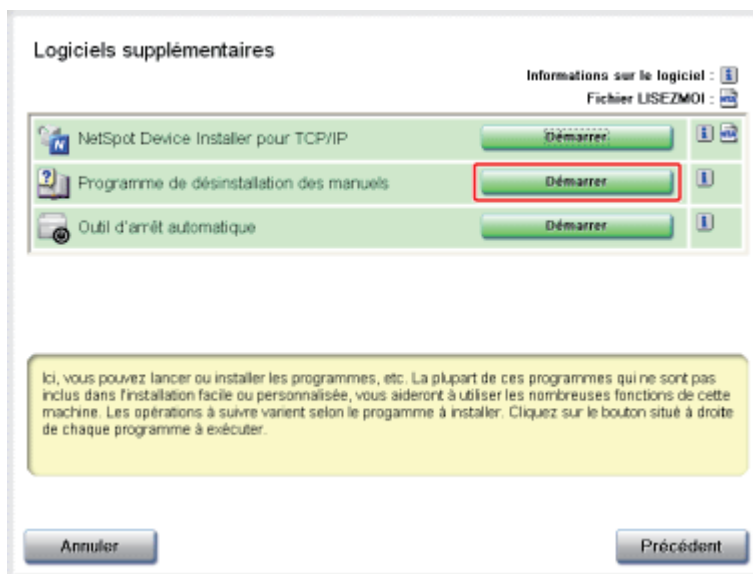 Logiciels supplémentaires
Informations sur le logiciel :
Fichier LISEZMOI :
NetSpot Device Installer pour TCP/IP
Démarrer
Programme de désinstallation des manuels
Démarrer
Outil d'arrêt automatique
Démarrer
Ici, vous pouvez lancer ou installer les programmes, etc. La plupart de ces programmes qui ne sont pas
inclus dans l'installation facile ou personnalisée, vous aideront à utiliser les nombreuses fonctions de cette
machine. Les opérations à suivre varient selon le progamme à installer. Cliquez sur le bouton situé à droite
de chaque programme à exécuter.
Annuler
Précédent